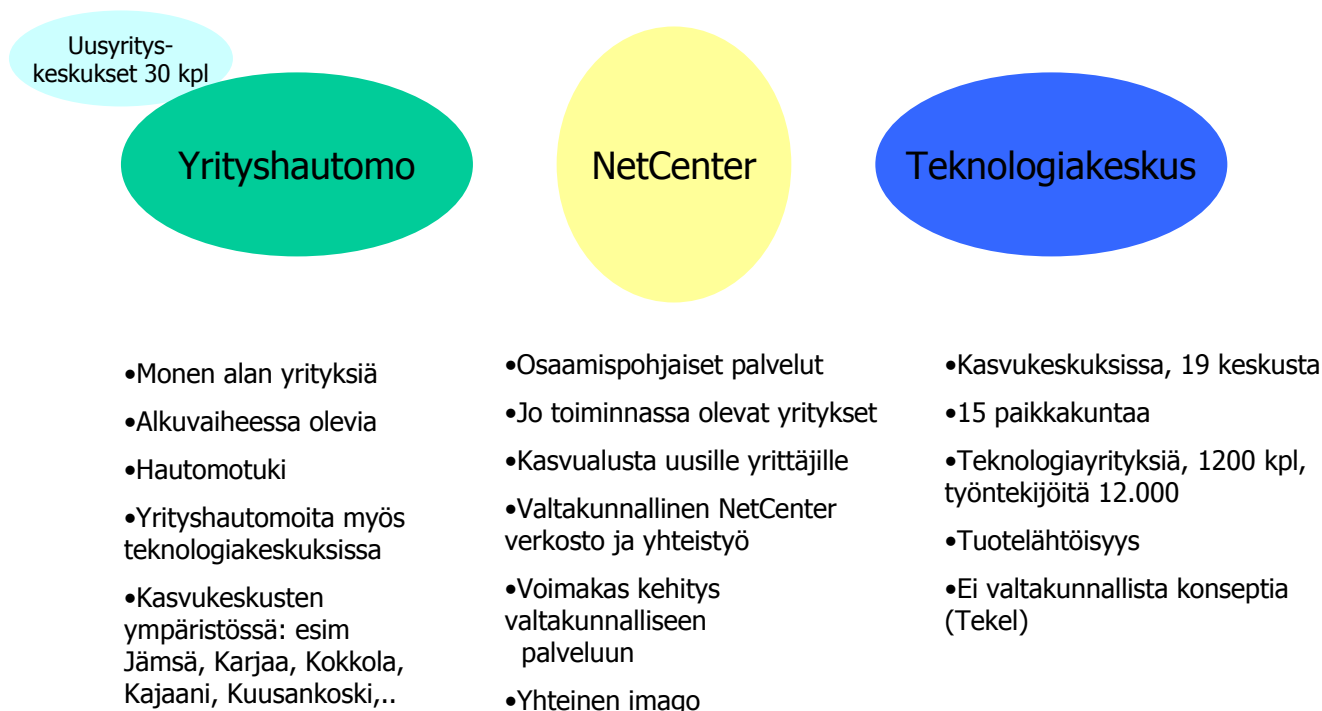 Uusyritys-
keskukset 30 kpl
Yrityshautomo
NetCenter
Teknologiakeskus
•Monen alan yrityksiä
•Alkuvaiheessa olevia
•Hautomotuki
•Yrityshautomoita myös
teknologiakeskuksissa
•Kasvukeskusten
ympäristössä: esim
Jämsä, Karjaa, Kokkola,
Kajaani, Kuusankoski,..
•Osaamispohjaiset palvelut
•Jo toiminnassa olevat yritykset
•Kasvualusta uusille yrittäjille
•Valtakunnallinen NetCenter
verkosto ja yhteistyö
•Voimakas kehitys
valtakunnalliseen
palveluun
•Yhteinen imago
•Kasvukeskuksissa, 19 keskusta
•15 paikkakuntaa
•Teknologiayrityksiä, 1200 kpl,
työntekijöitä 12.000
•Tuotelähtöisyys
•Ei valtakunnallista konseptia
(Tekel)